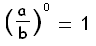 (a/b)^0 = 1